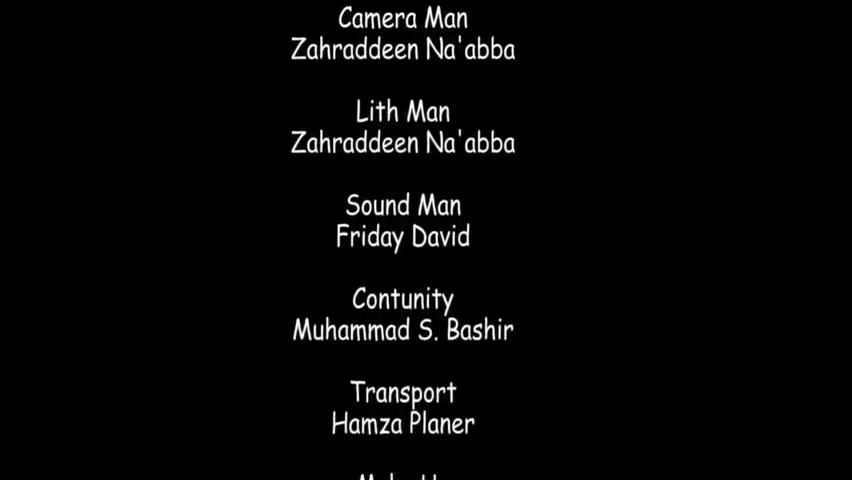 Camera Man
Zahraddeen Na'abba
Lith Man
Zahraddeen Na'abba
Sound Man
Friday David
Contunity
Muhammad S. Bashir
Transport
Hamza Planer